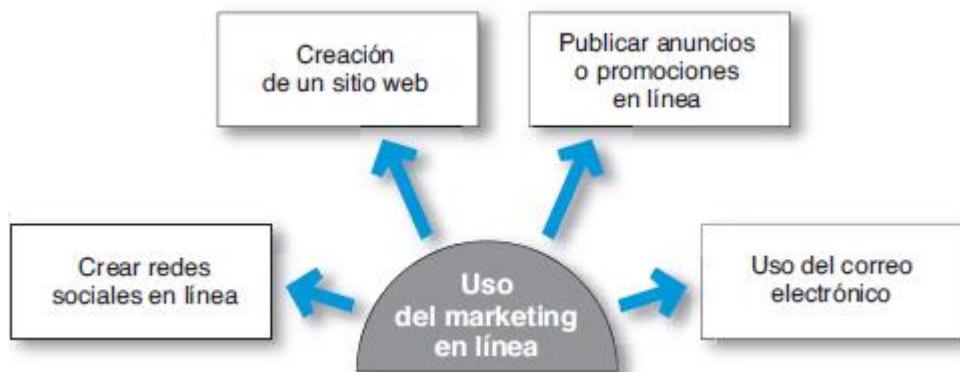 Creación
de un sitio web
Publicar anuncios
o promociones
en línea
Crear redes
sociales en línea
Uso
del marketing
en línea
Uso del correo
electrónico